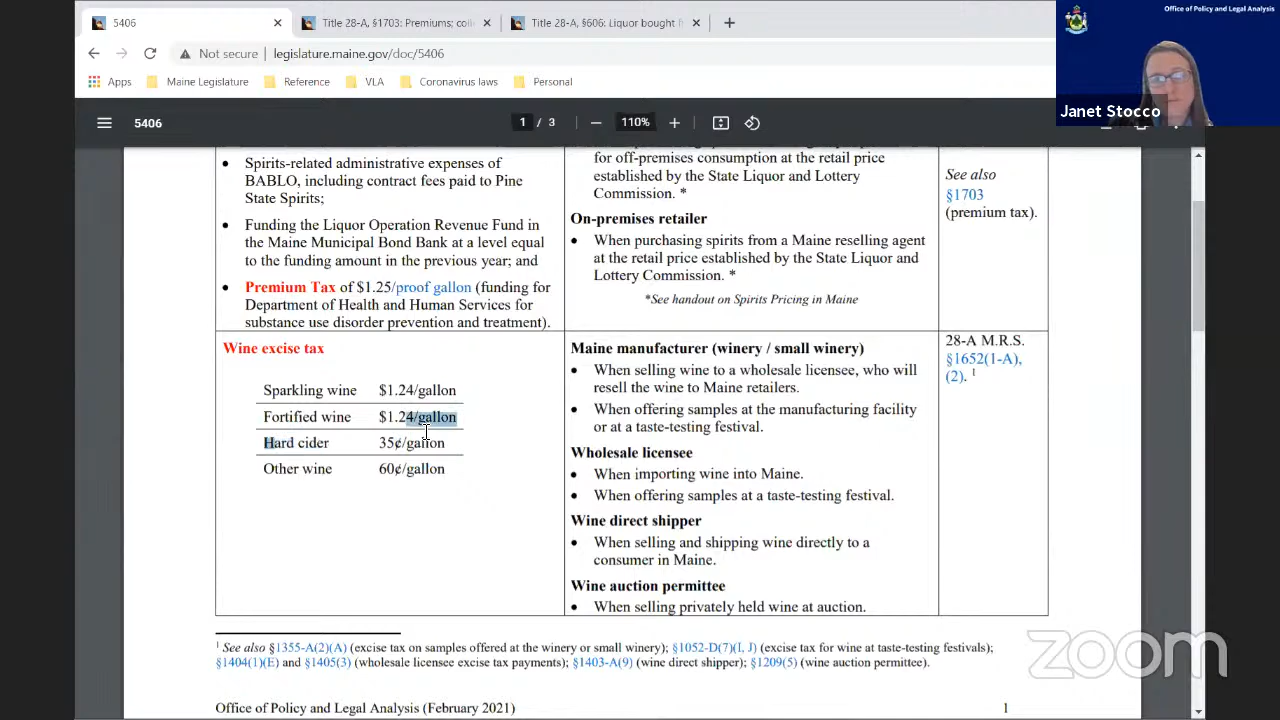 5406
Title 28-A, §1703: Premiums; coll
Title 28-A, §606: Liquor bought f
Office of Policy and Legal Analysis
Not secure
legislature.maine.gov/doc/5406
Apps
Maine Legislature
Reference
VLA
Coronavirus laws
Personal
Janet Stocco
5406
1 / 3
110%
• Spirits-related administrative expenses of
BABLO, including contract fees paid to Pine
State Spirits;
• Funding the Liquor Operation Revenue Fund in
the Maine Municipal Bond Bank at a level equal
to the funding amount in the previous year; and
• Premium Tax of $1.25/proof gallon (funding for
Department of Health and Human Services for
substance use disorder prevention and treatment).
for off-premises consumption at the retail price
established by the State Liquor and Lottery
Commission. *
On-premises retailer
• When purchasing spirits from a Maine reselling agent
at the retail price established by the State Liquor and
Lottery Commission. *
*See handout on Spirits Pricing in Maine
See also
§1703
(premium tax).
Wine excise tax
Sparkling wine $1.24/gallon
Fortified wine $1.24/gallon
Hard cider 35¢/gallon
Other wine 60¢/gallon
Maine manufacturer (winery / small winery)
• When selling wine to a wholesale licensee, who will
resell the wine to Maine retailers.
• When offering samples at the manufacturing facility
or at a taste-testing festival.
Wholesale licensee
• When importing wine into Maine.
• When offering samples at a taste-testing festival.
Wine direct shipper
• When selling and shipping wine directly to a
consumer in Maine.
Wine auction permittee
• When selling privately held wine at auction.
28-A M.R.S.
§1652(1-A),
(2). 1
1 See also §1355-A(2)(A) (excise tax on samples offered at the winery or small winery); §1052-D(7)(I, J) (excise tax for wine at taste-testing festivals);
§1404(1)(E) and §1405(3) (wholesale licensee excise tax payments); §1403-A(9) (wine direct shipper); §1209(5) (wine auction permittee).
Office of Policy and Legal Analysis (February 2021) 1
zoom